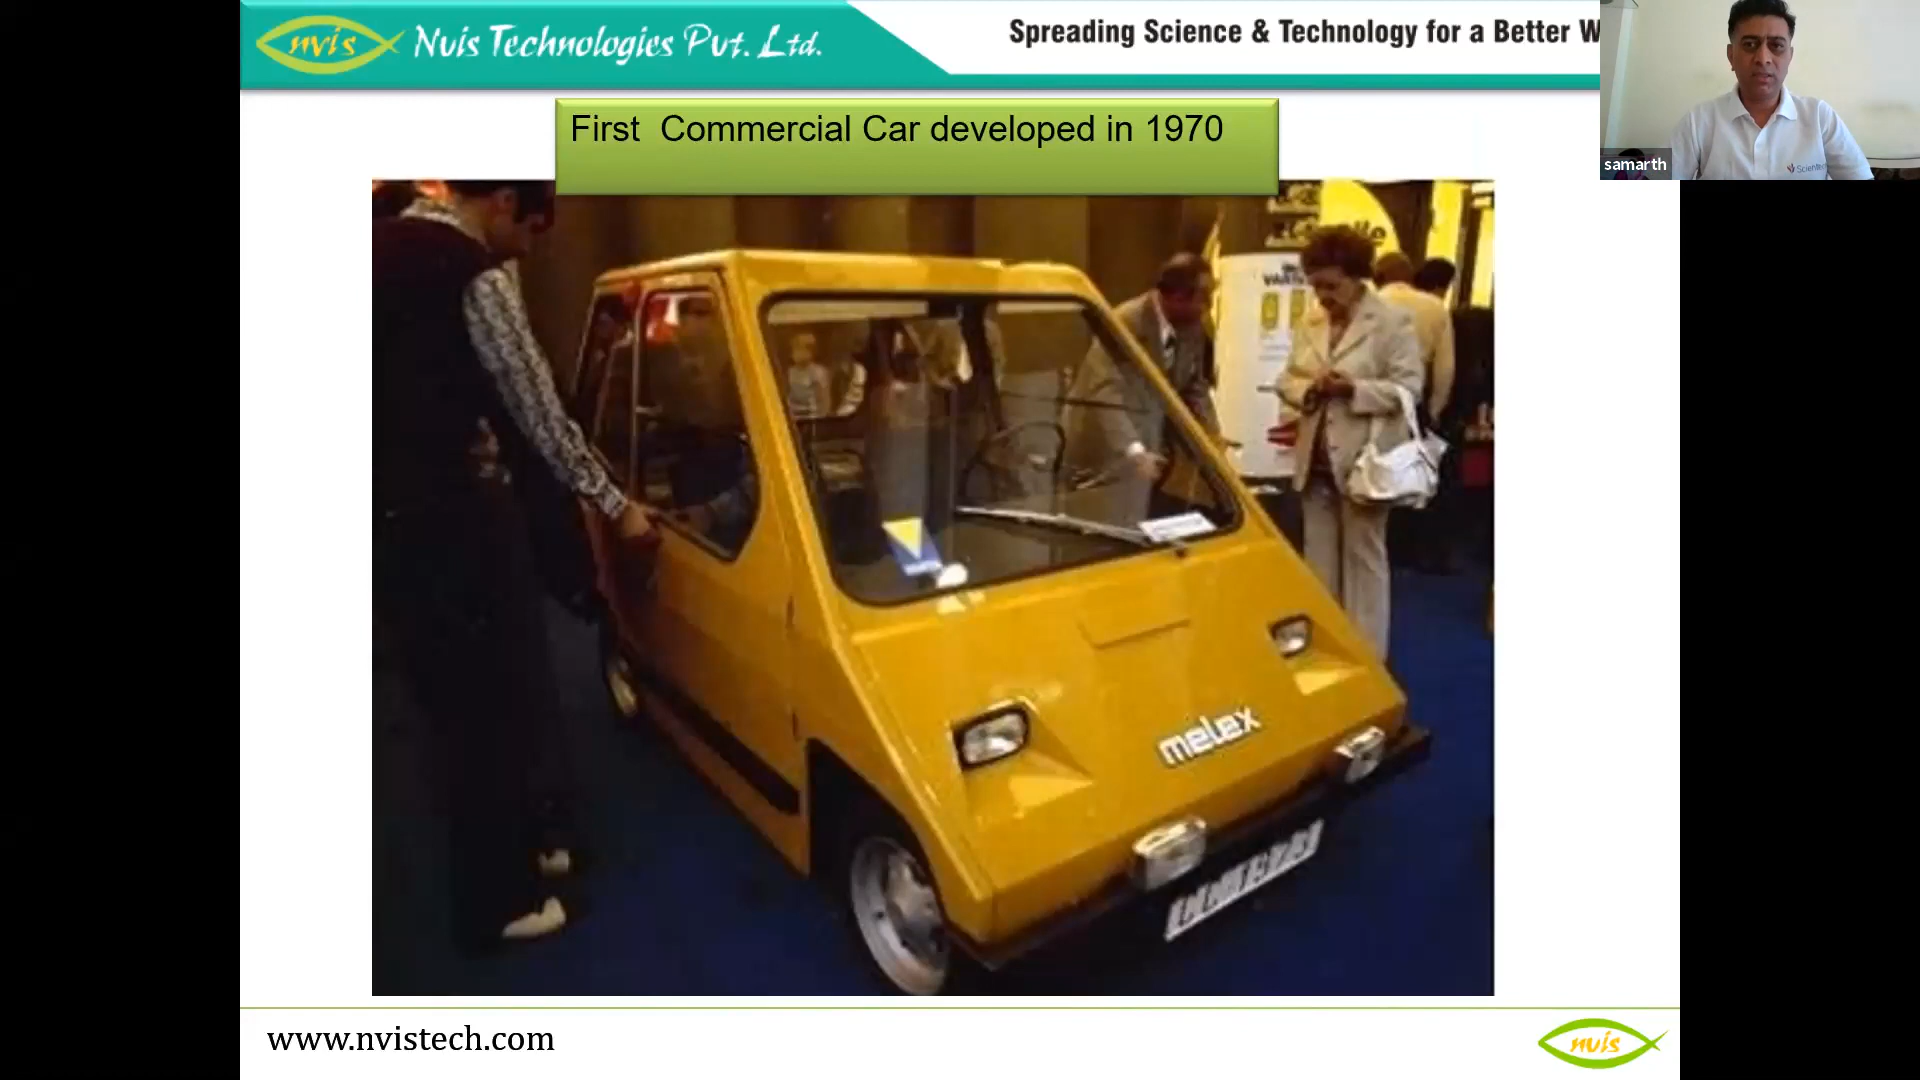 nvis
Nvis Technologies Pvt. Ltd.
Spreading Science & Technology for a Better W
samarth
Scientech
First  Commercial Car developed in 1970
melex
www.nvistech.com
nvis